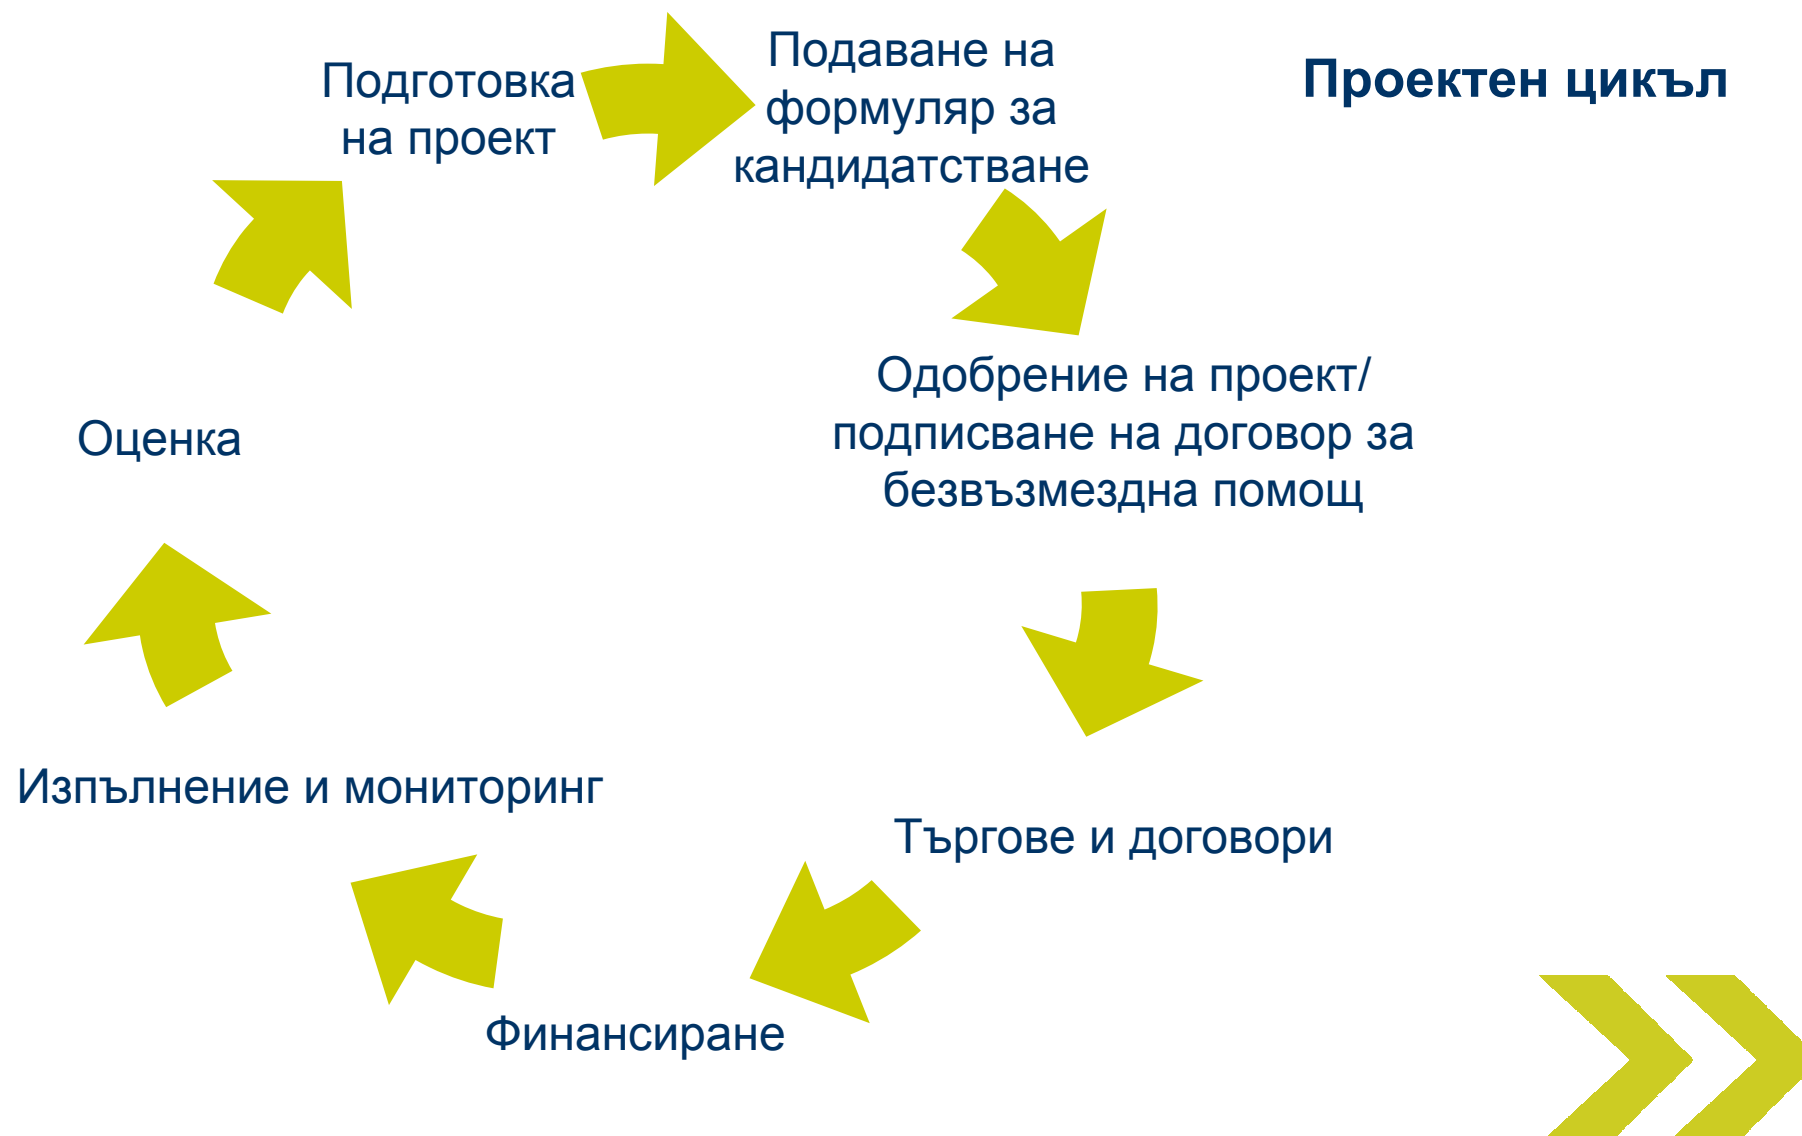 Проектен цикъл
Подготовка
на проект
Подаване на
формуляр за
кандидатстване
Одобрение на проект/
подписване на договор за
безвъзмездна помощ
Търгове и договори
Финансиране
Изпълнение и мониторинг
Оценка